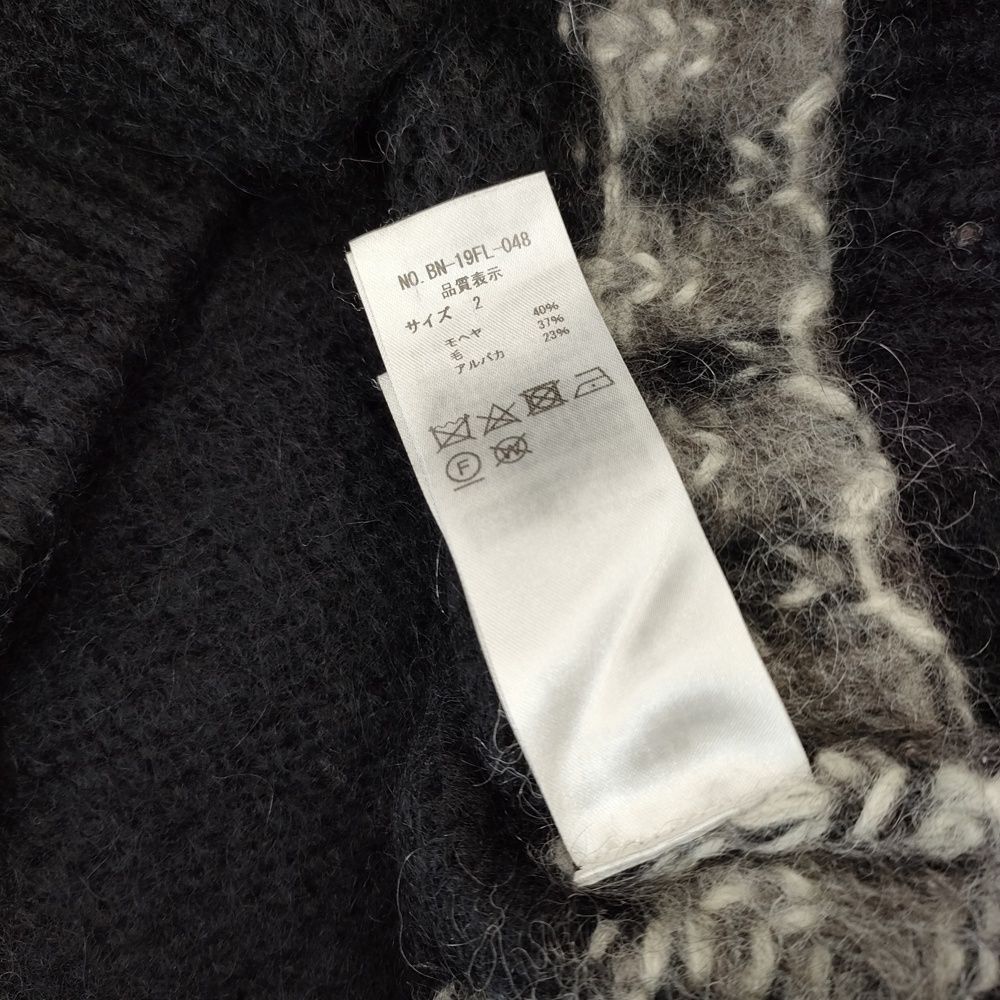 NO. BN-19FL-048
品質表示
サイズ 2
モヘヤ 40%
毛 37%
アルパカ 23%
F W